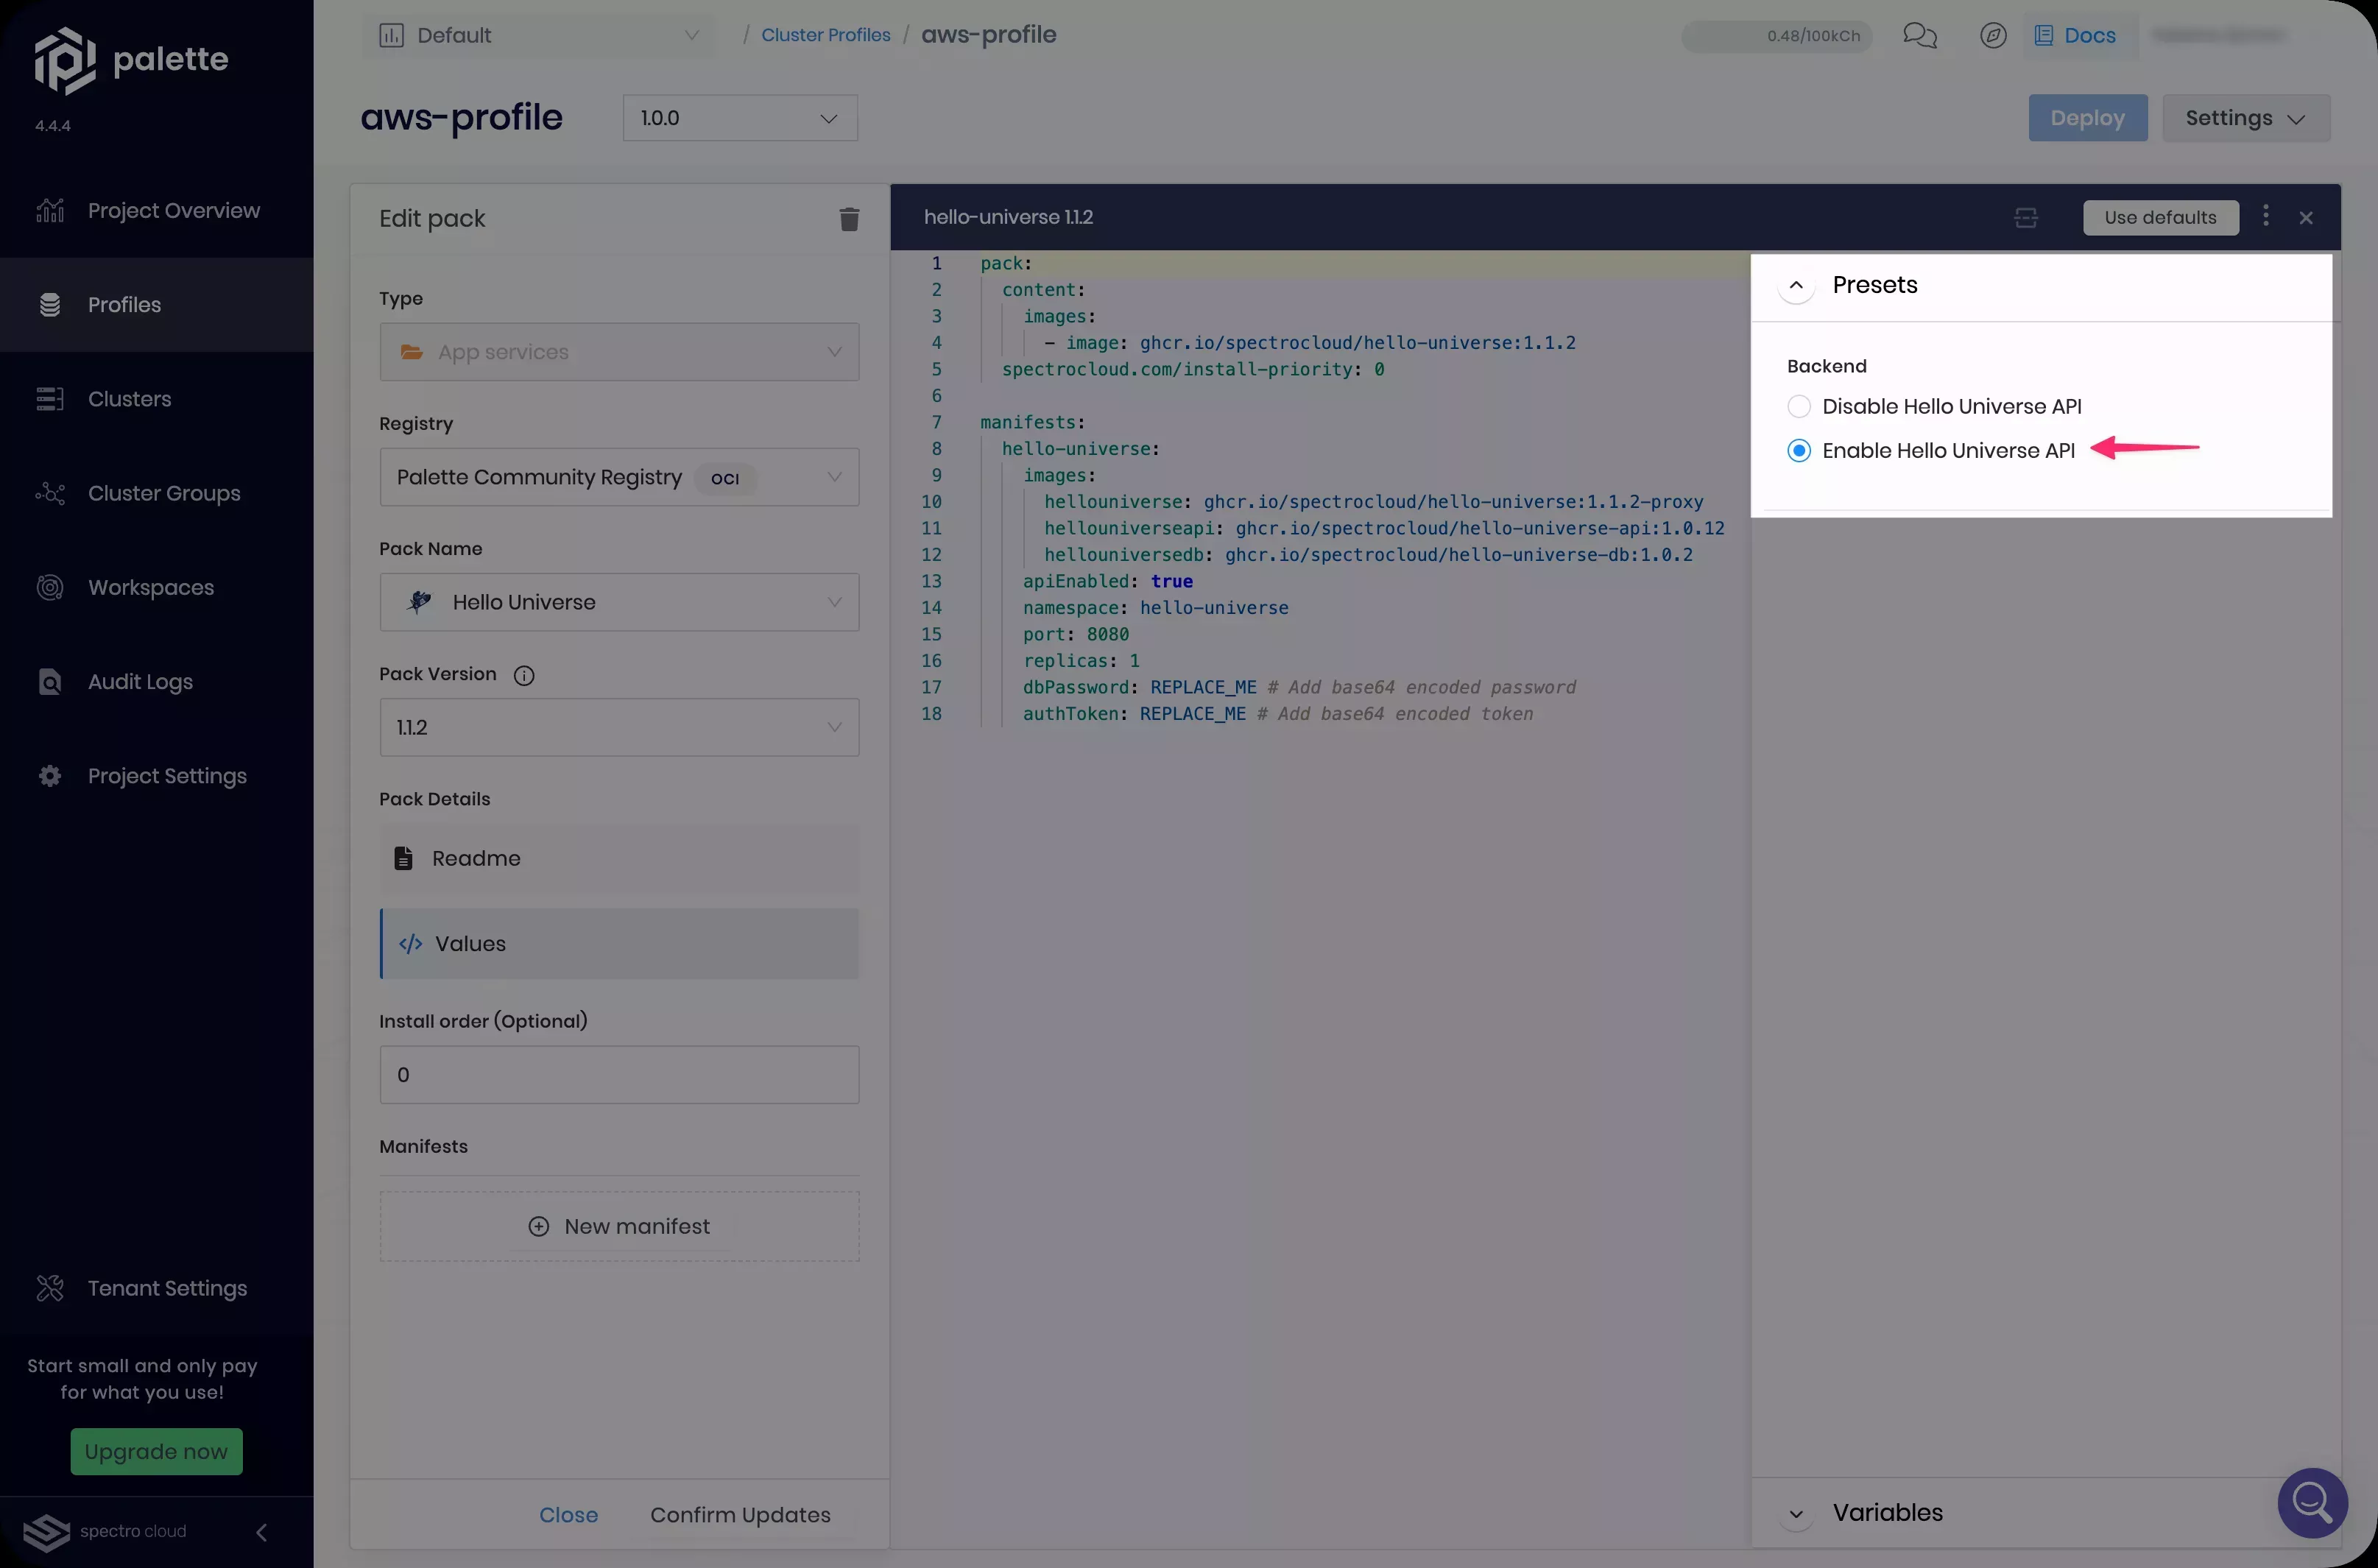 palette
4.4.4
Project Overview
Profiles
Clusters
Cluster Groups
Workspaces
Audit Logs
Project Settings
Tenant Settings
Start small and only pay
for what you use!
Upgrade now
spectro cloud
Default
/ Cluster Profiles / aws-profile
0.48/100kCh
Docs
aws-profile
1.0.0
Deploy
Settings
Edit pack
Type
App services
Registry
Palette Community Registry OCI
Pack Name
Hello Universe
Pack Version
1.1.2
Pack Details
Readme
</> Values
Install order (Optional)
0
Manifests
New manifest
Close
Confirm Updates
hello-universe 1.1.2
Use defaults
1 pack:
2 content:
3 images:
4 - image: ghcr.io/spectrocloud/hello-universe:1.1.2
5 spectrocloud.com/install-priority: 0
6
7 manifests:
8 hello-universe:
9 images:
10 hellouniverse: ghcr.io/spectrocloud/hello-universe:1.1.2-proxy
11 hellouniverseapi: ghcr.io/spectrocloud/hello-universe-api:1.0.12
12 hellouniversedb: ghcr.io/spectrocloud/hello-universe-db:1.0.2
13 apiEnabled: true
14 namespace: hello-universe
15 port: 8080
16 replicas: 1
17 dbPassword: REPLACE_ME # Add base64 encoded password
18 authToken: REPLACE_ME # Add base64 encoded token
Presets
Backend
Disable Hello Universe API
Enable Hello Universe API
Variables